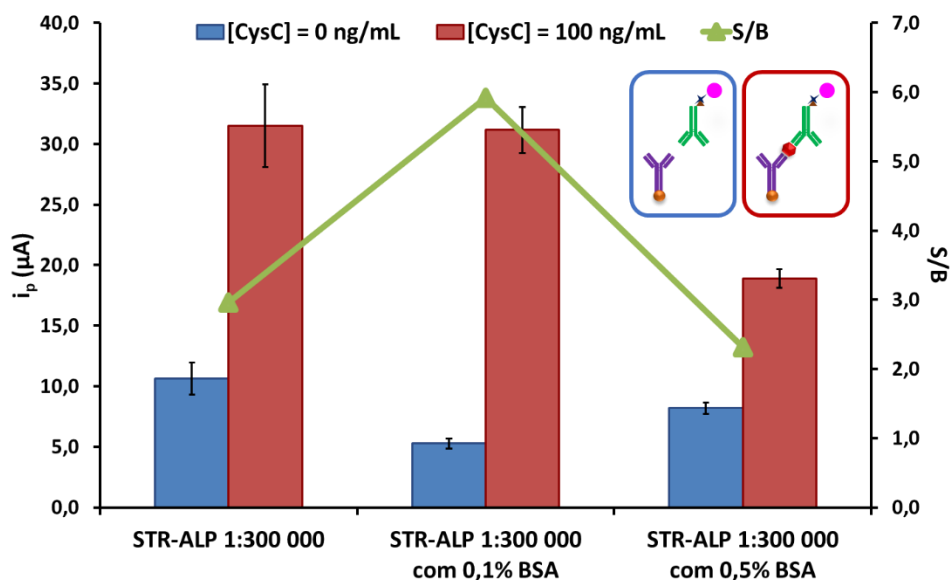 [CysC] = 0 ng/mL [CysC] = 100 ng/mL S/B
40,0
35,0
30,0
25,0
20,0
15,0
10,0
5,0
0,0
iₚ (µA)
7,0
6,0
5,0
4,0
3,0
2,0
1,0
0,0
S/B
STR-ALP 1:300 000
STR-ALP 1:300 000
com 0,1% BSA
STR-ALP 1:300 000
com 0,5% BSA